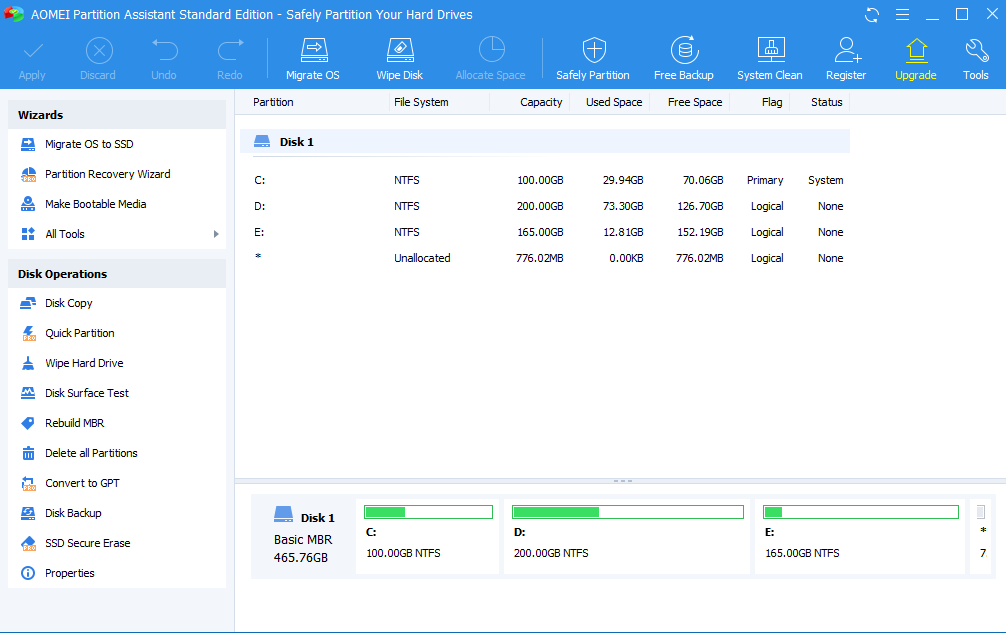 AOMEI Partition Assistant Standard Edition - Safely Partition Your Hard Drives
Apply Discard Undo Redo Migrate OS Wipe Disk Allocate Space Safely Partition Free Backup System Clean Register Upgrade Tools
Wizards
Migrate OS to SSD
PRO
Partition Recovery Wizard
Make Bootable Media
All Tools
Disk Operations
Disk Copy
PRO
Quick Partition
Wipe Hard Drive
Disk Surface Test
Rebuild MBR
Delete all Partitions
PRO
Convert to GPT
Disk Backup
PRO
SSD Secure Erase
Properties
Partition File System Capacity Used Space Free Space Flag Status
Disk 1
C: NTFS 100.00GB 29.94GB 70.06GB Primary System
D: NTFS 200.00GB 73.30GB 126.70GB Logical None
E: NTFS 165.00GB 12.81GB 152.19GB Logical None
* Unallocated 776.02MB 0.00KB 776.02MB Logical None
Disk 1
Basic MBR
465.76GB
C:
100.00GB NTFS
D:
200.00GB NTFS
E:
165.00GB NTFS
*
7